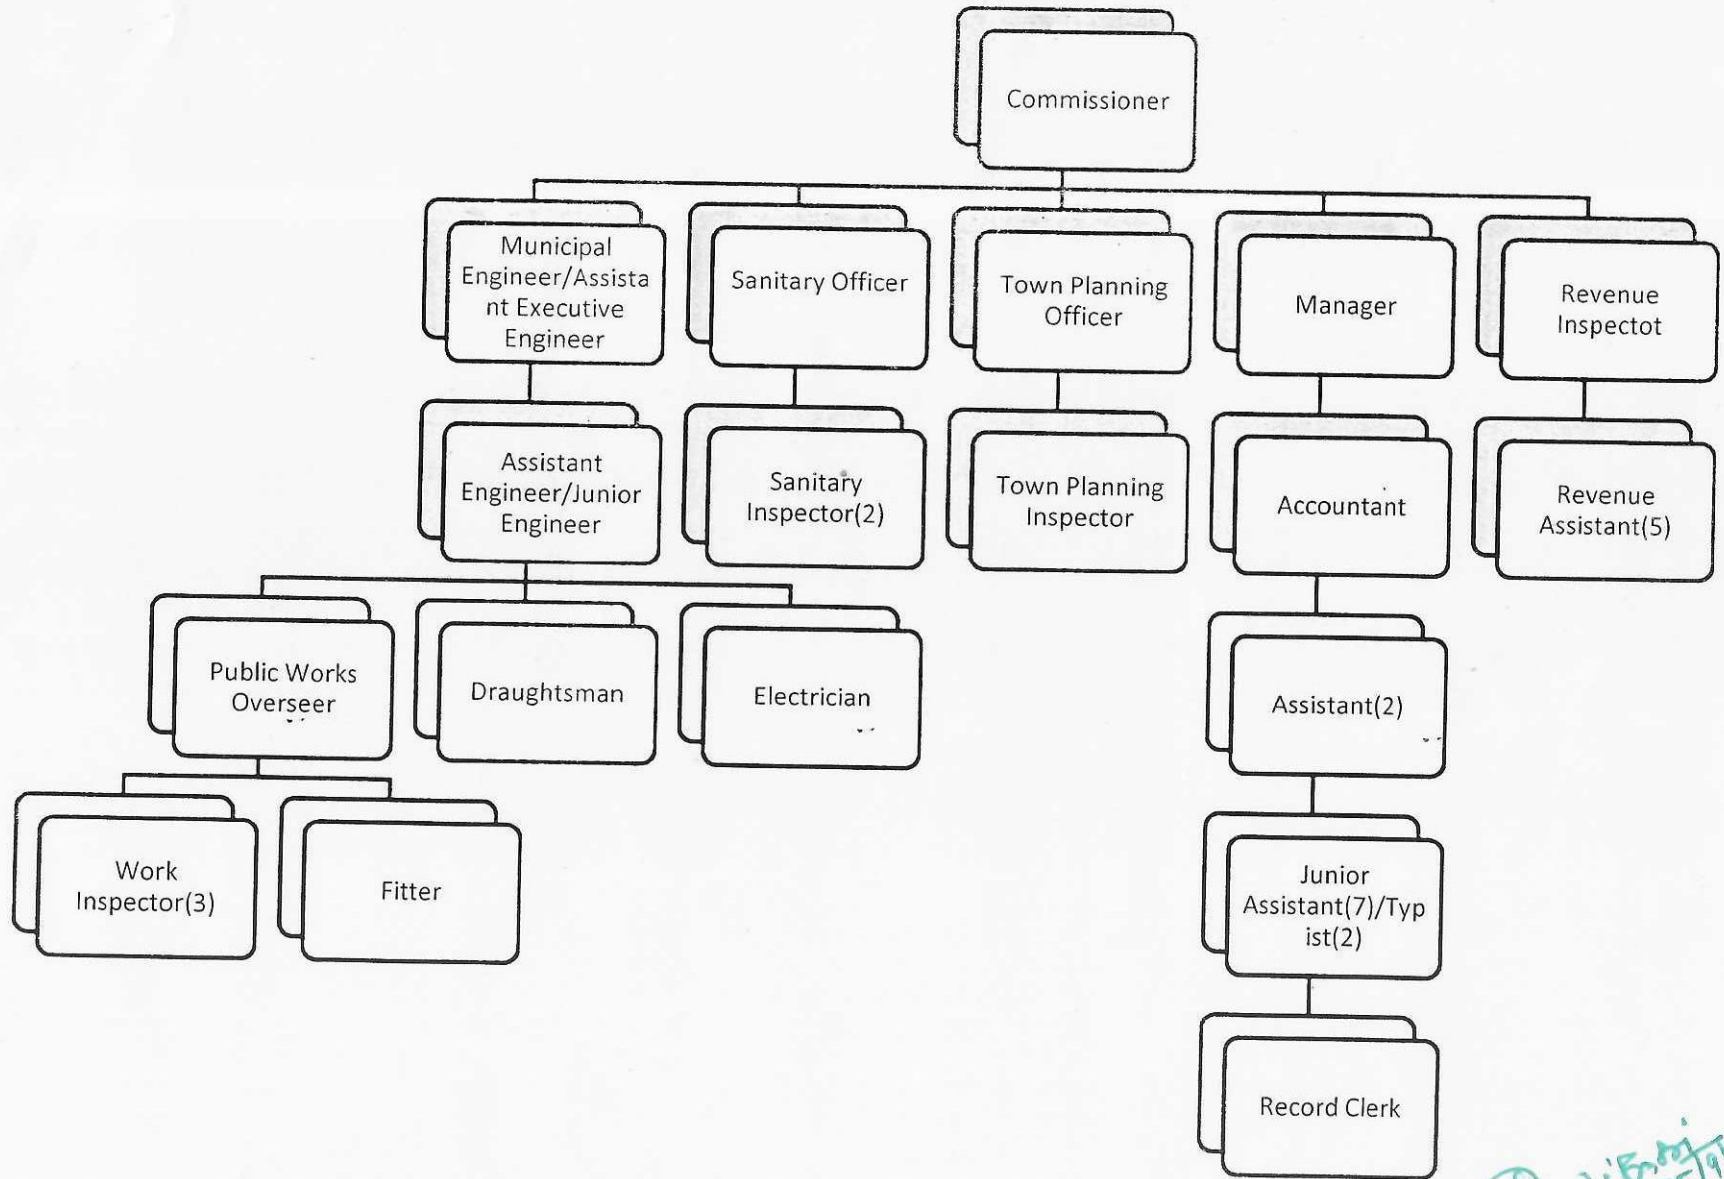 Commissioner
Municipal
Engineer/Assista
nt Executive
Engineer
Sanitary Officer
Town Planning
Officer
Manager
Revenue
Inspectot
Assistant
Engineer/Junior
Engineer
Sanitary
Inspector(2)
Town Planning
Inspector
Accountant
Revenue
Assistant(5)
Public Works
Overseer
Draughtsman
Electrician
Assistant(2)
Work
Inspector(3)
Fitter
Junior
Assistant(7)/Typ
ist(2)
Record Clerk